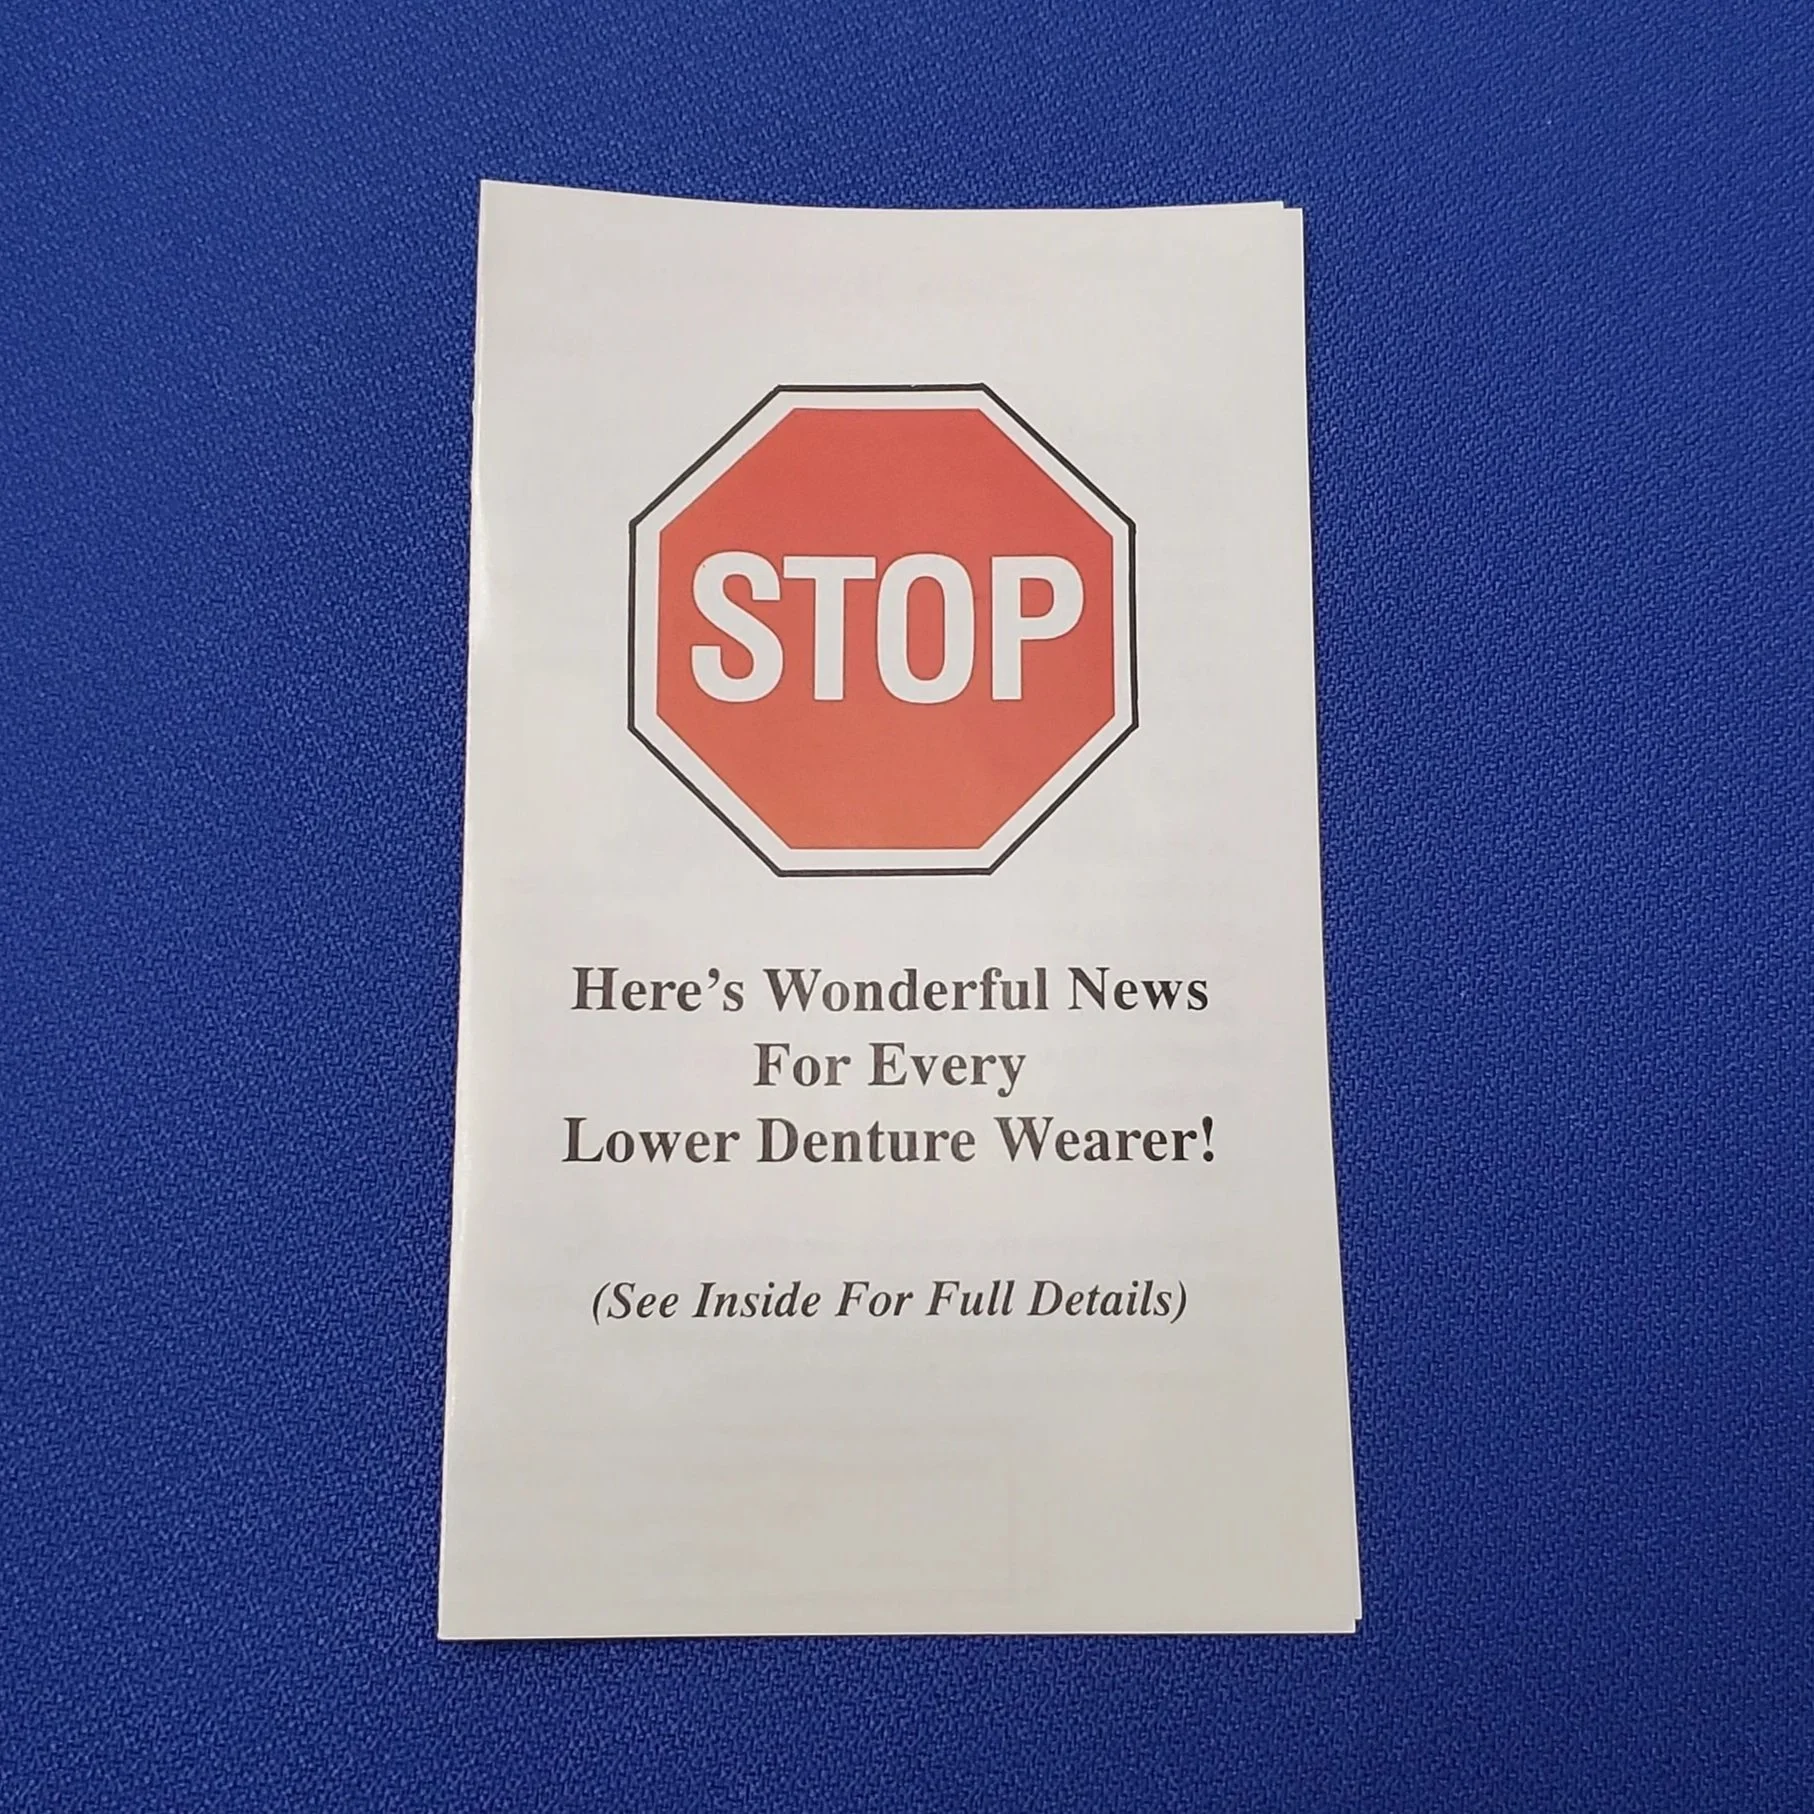 STOP
Here’s Wonderful News
For Every
Lower Denture Wearer!
(See Inside For Full Details)